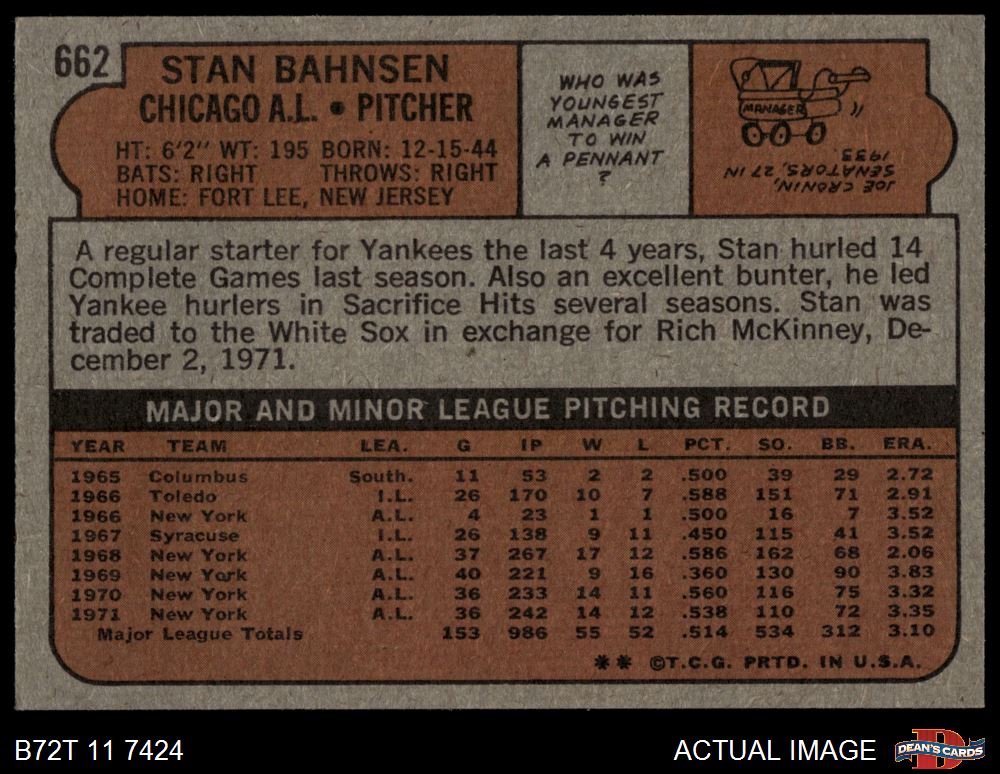 662
STAN BAHNSEN
CHICAGO A.L. • PITCHER
HT: 6'2" WT: 195 BORN: 12-15-44
BATS: RIGHT THROWS: RIGHT
HOME: FORT LEE, NEW JERSEY
WHO WAS
YOUNGEST
MANAGER
TO WIN
A PENNANT
?
MANAGER
JOE CRONIN,
SENATORS, 27 IN
1933.
A regular starter for Yankees the last 4 years, Stan hurled 14
Complete Games last season. Also an excellent bunter, he led
Yankee hurlers in Sacrifice Hits several seasons. Stan was
traded to the White Sox in exchange for Rich McKinney, De-
cember 2, 1971.
MAJOR AND MINOR LEAGUE PITCHING RECORD
YEAR TEAM LEA. G IP W L PCT. SO. BB. ERA.
1965 Columbus South. 11 53 2 2 .500 39 29 2.72
1966 Toledo I.L. 26 170 10 7 .588 151 71 2.91
1966 New York A.L. 4 23 1 1 .500 16 7 3.52
1967 Syracuse I.L. 26 138 9 11 .450 115 41 3.52
1968 New York A.L. 37 267 17 12 .586 162 68 2.06
1969 New York A.L. 40 221 9 16 .360 130 90 3.83
1970 New York A.L. 36 233 14 11 .560 116 75 3.32
1971 New York A.L. 36 242 14 12 .538 110 72 3.35
Major League Totals 153 986 55 52 .514 534 312 3.10
** ©T.C.G. PRTD. IN U.S.A.
B72T 11 7424
ACTUAL IMAGE
D
DEAN'S CARDS